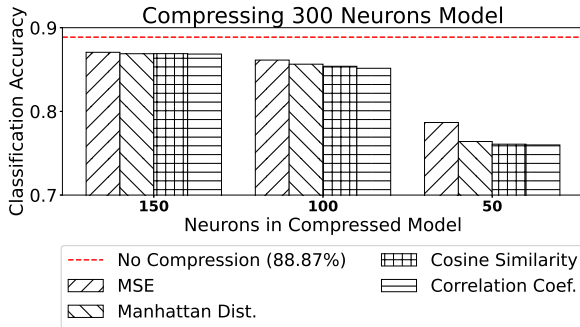 Compressing 300 Neurons Model
Classification Accuracy
0.9
0.8
0.7
150 100 50
Neurons in Compressed Model
No Compression (88.87%)
MSE
Manhattan Dist.
Cosine Similarity
Correlation Coef.